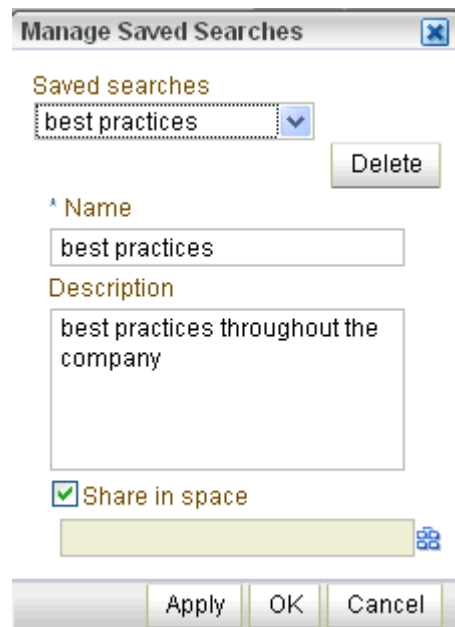 Manage Saved Searches
Saved searches
best practices
Delete
* Name
best practices
Description
best practices throughout the
company
Share in space
Apply OK Cancel